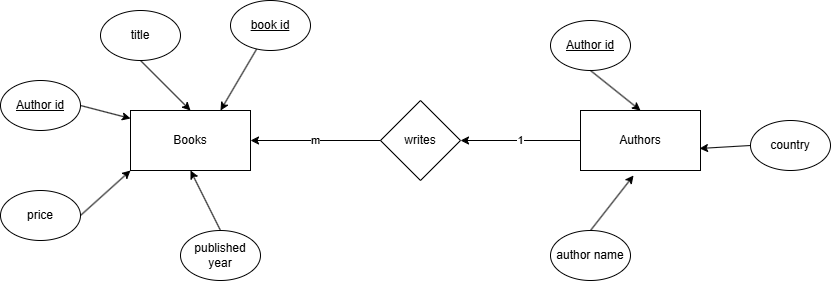 book id
title
Author id
Author id
Books
m
writes
1
Authors
country
price
published
year
author name